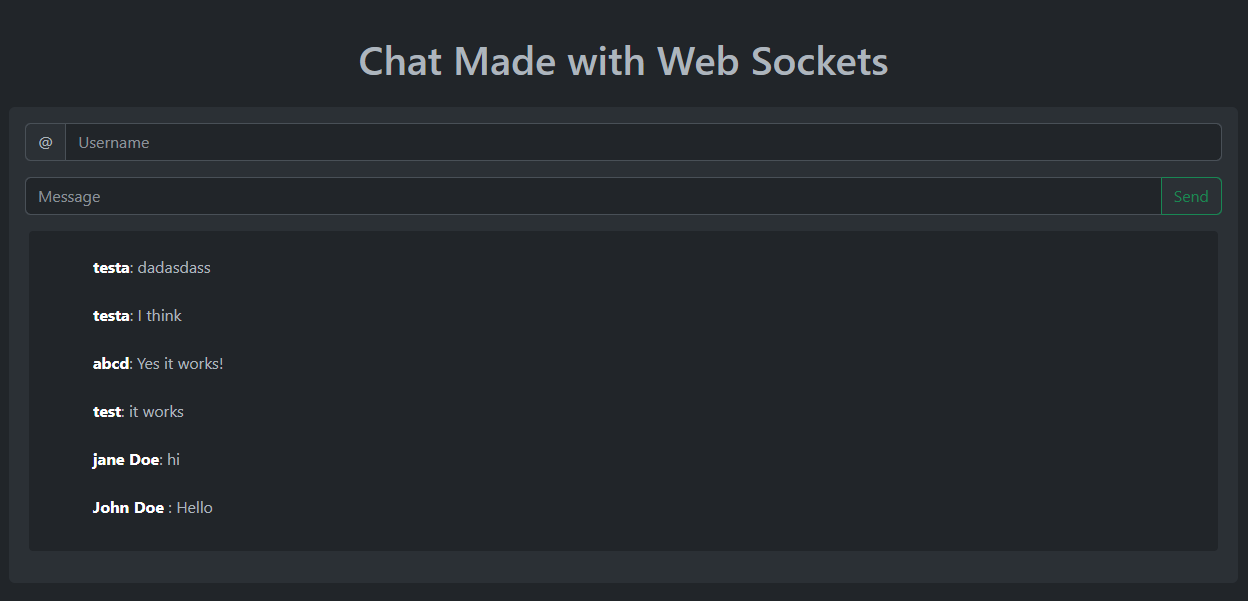 Chat Made with Web Sockets
@ Username
Message Send
testa: dadasdass
testa: I think
abcd: Yes it works!
test: it works
jane Doe: hi
John Doe : Hello